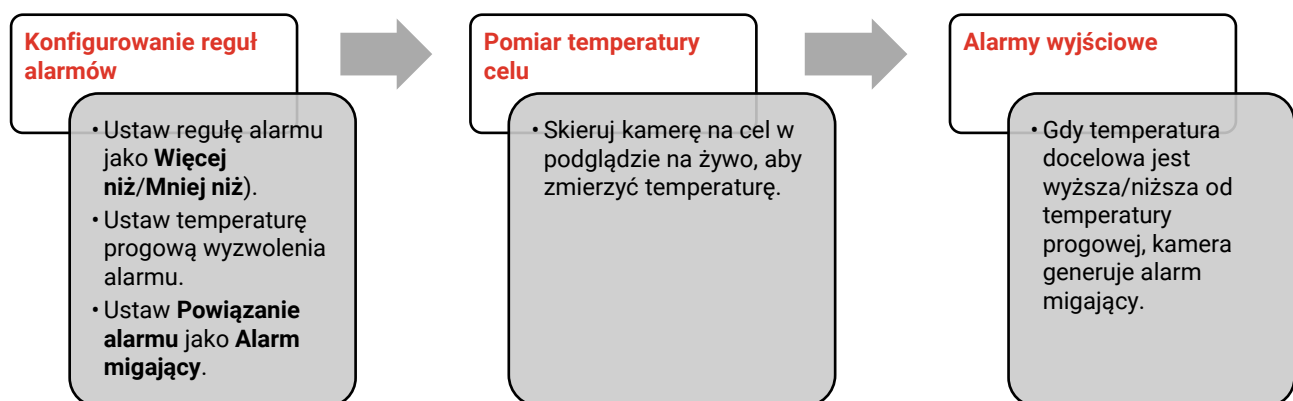 Konfigurowanie reguł
alarmów
• Ustaw regułę alarmu
jako Więcej
niż/Mniej niż).
• Ustaw temperaturę
progową wyzwolenia
alarmu.
• Ustaw Powiązanie
alarmu jako Alarm
migający.
Pomiar temperatury
celu
• Skieruj kamerę na cel w
podglądzie na żywo, aby
zmierzyć temperaturę.
Alarmy wyjściowe
• Gdy temperatura
docelowa jest
wyższa/niższa od
temperatury
progowej, kamera
generuje alarm
migający.